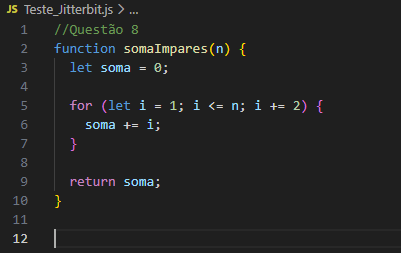 JS Teste_Jitterbit.js > ...
1 //Questão 8
2 function somaImpares(n) {
3   let soma = 0;
4
5   for (let i = 1; i <= n; i += 2) {
6     soma += i;
7   }
8
9   return soma;
10 }
11
12